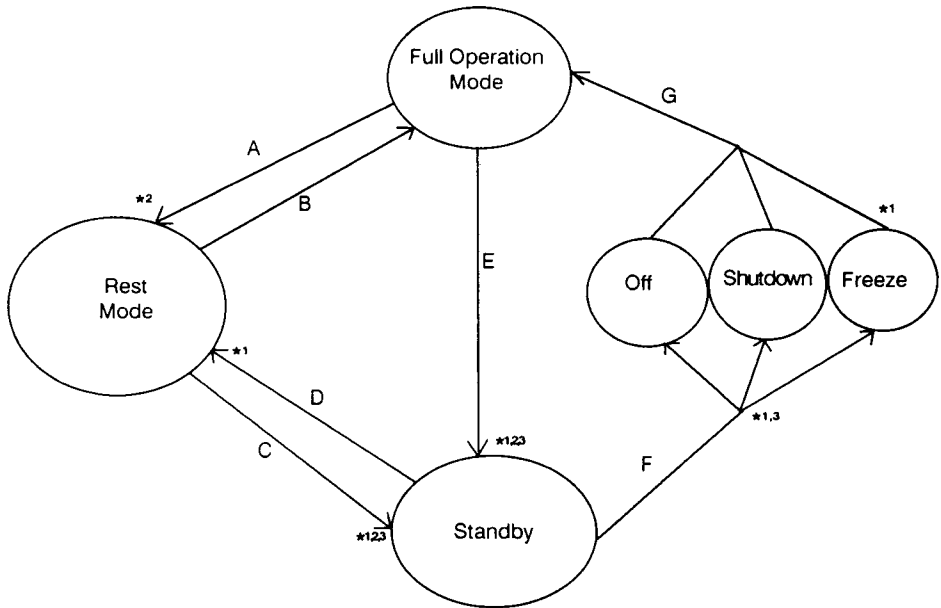 Full Operation
Mode
G
A
*2
B
*1
Rest
Mode
E
Off
Shutdown
Freeze
*1
D
C
*1,3
*1,2,3
F
*1,2,3
Standby